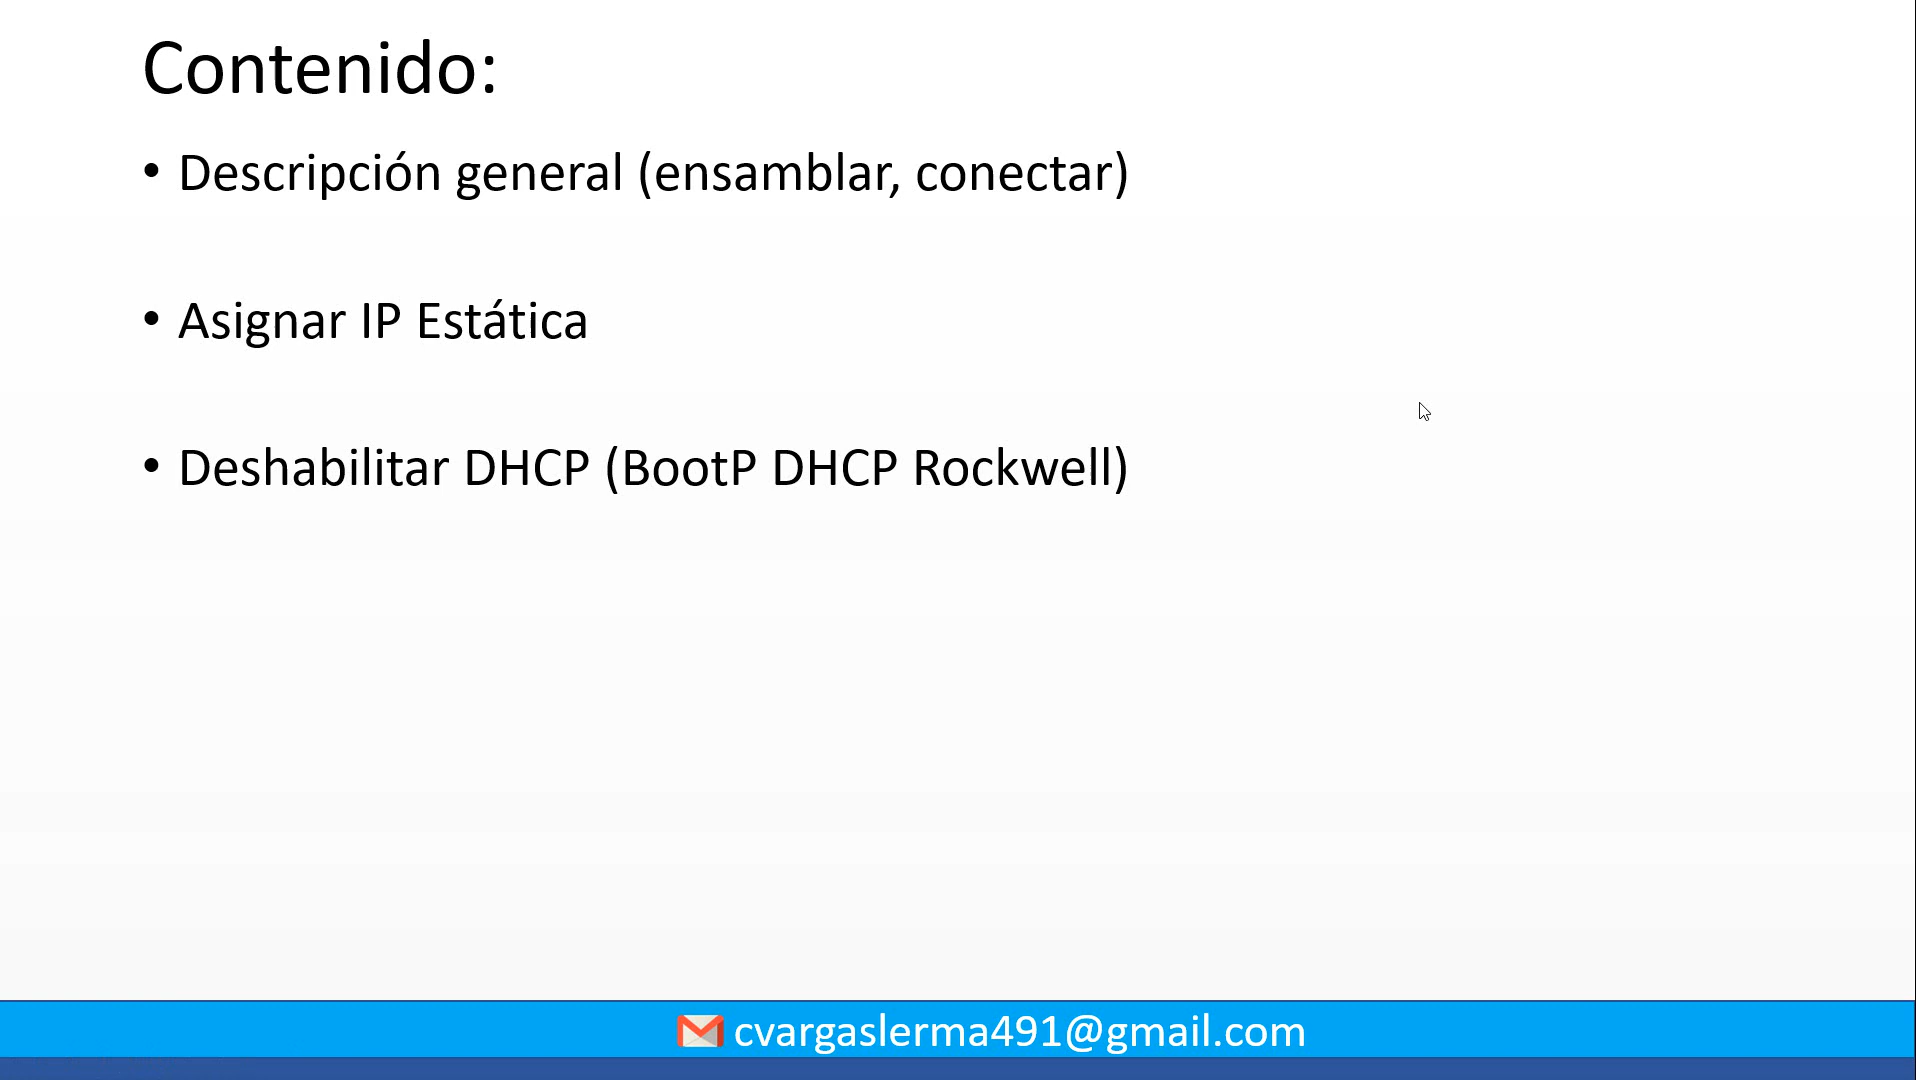 Contenido:
• Descripción general (ensamblar, conectar)
• Asignar IP Estática
• Deshabilitar DHCP (BootP DHCP Rockwell)
cvargaslerma491@gmail.com